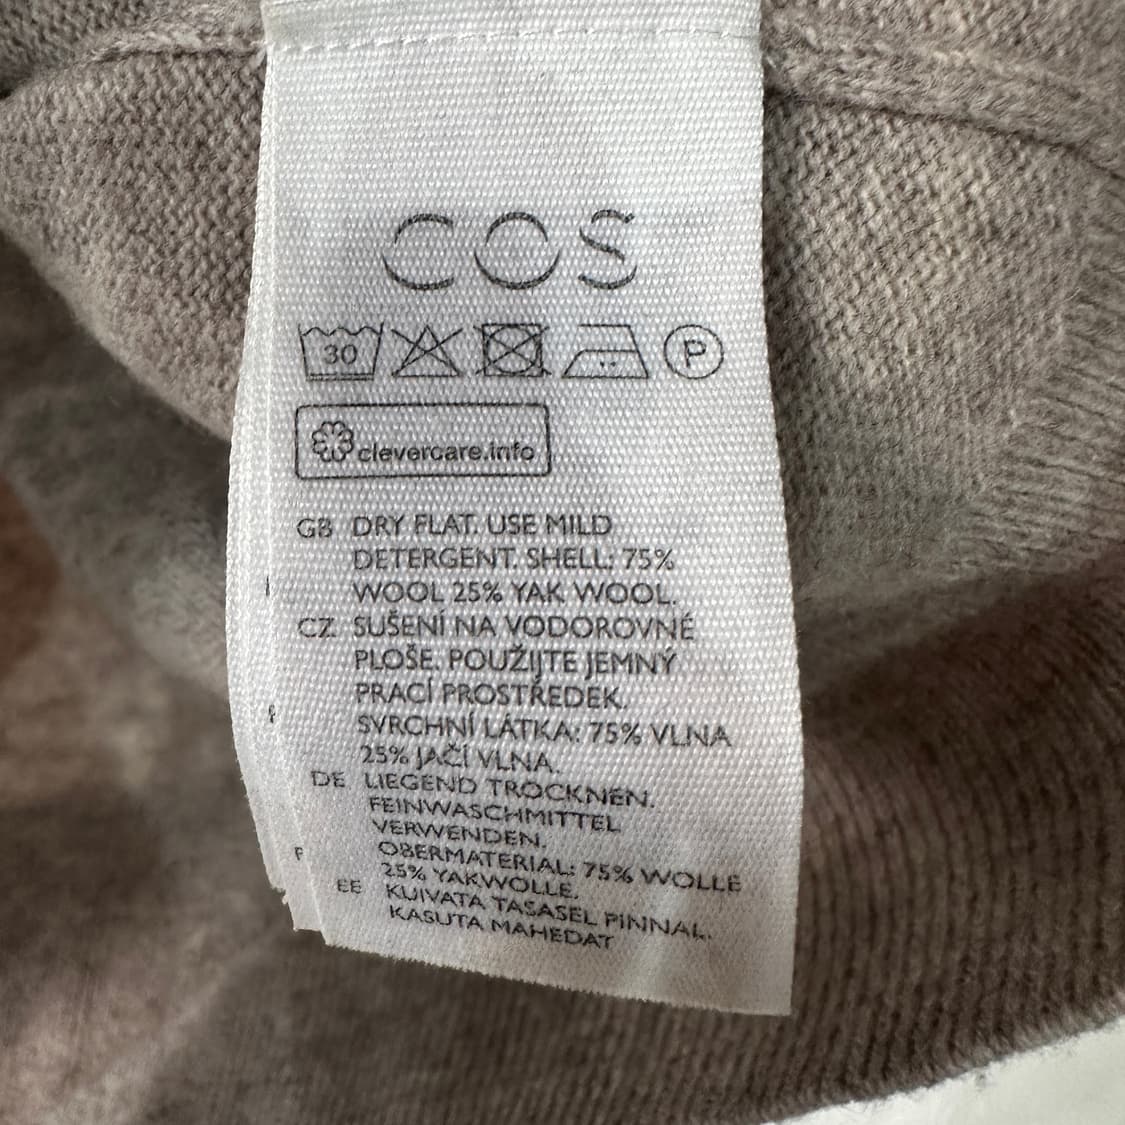 COS
30
P
clevercare.info
GB DRY FLAT. USE MILD
DETERGENT. SHELL: 75%
WOOL 25% YAK WOOL.
CZ SUŠENÍ NA VODOROVNÉ
PLOŠE. POUŽIJTE JEMNÝ
PRACÍ PROSTŘEDEK.
SVRCHNÍ LÁTKA: 75% VLNA
25% JAČÍ VLNA.
DE LIEGEND TROCKNEN.
FEINWASCHMITTEL
VERWENDEN.
OBERMATERIAL: 75% WOLLE
25% YAKWOLLE.
EE KUIVATA TASASEL PINNAL.
KASUTA MAHEDAT